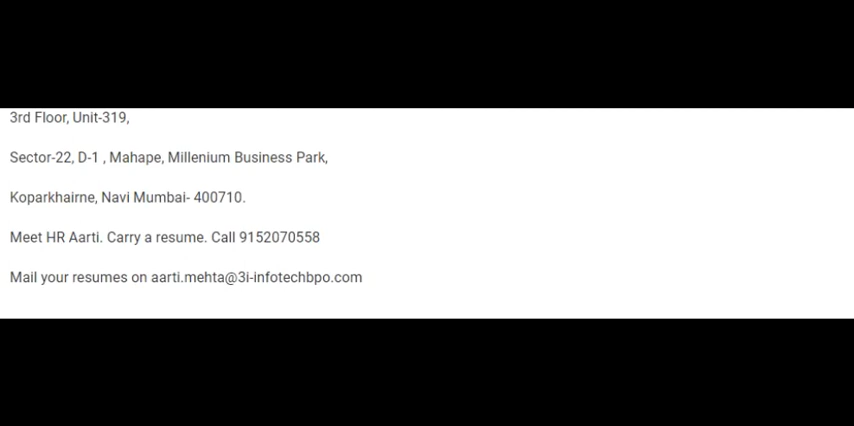 3rd Floor, Unit-319,
Sector-22, D-1 , Mahape, Millenium Business Park,
Koparkhairne, Navi Mumbai- 400710.
Meet HR Aarti. Carry a resume. Call 9152070558
Mail your resumes on aarti.mehta@3i-infotechbpo.com